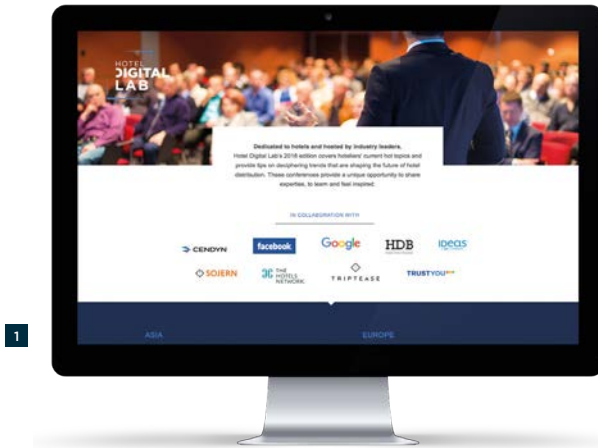 HOTEL
DIGITAL
LAB
Dedicated to hotels and hosted by industry leaders.
Hotel Digital Lab's 2018 edition covers hoteliers' current hot topics and
provide tips on deciphering trends that are shaping the future of hotel
distribution. These conferences provide a unique opportunity to share
expertise, to learn and feel inspired.
IN COLLABORATION WITH
CENDYN
facebook
Google
HDB
IDeaS
SOJERN
THE
HOTELS
NETWORK
TRIPTEASE
TRUSTYOU
1
ASIA
EUROPE